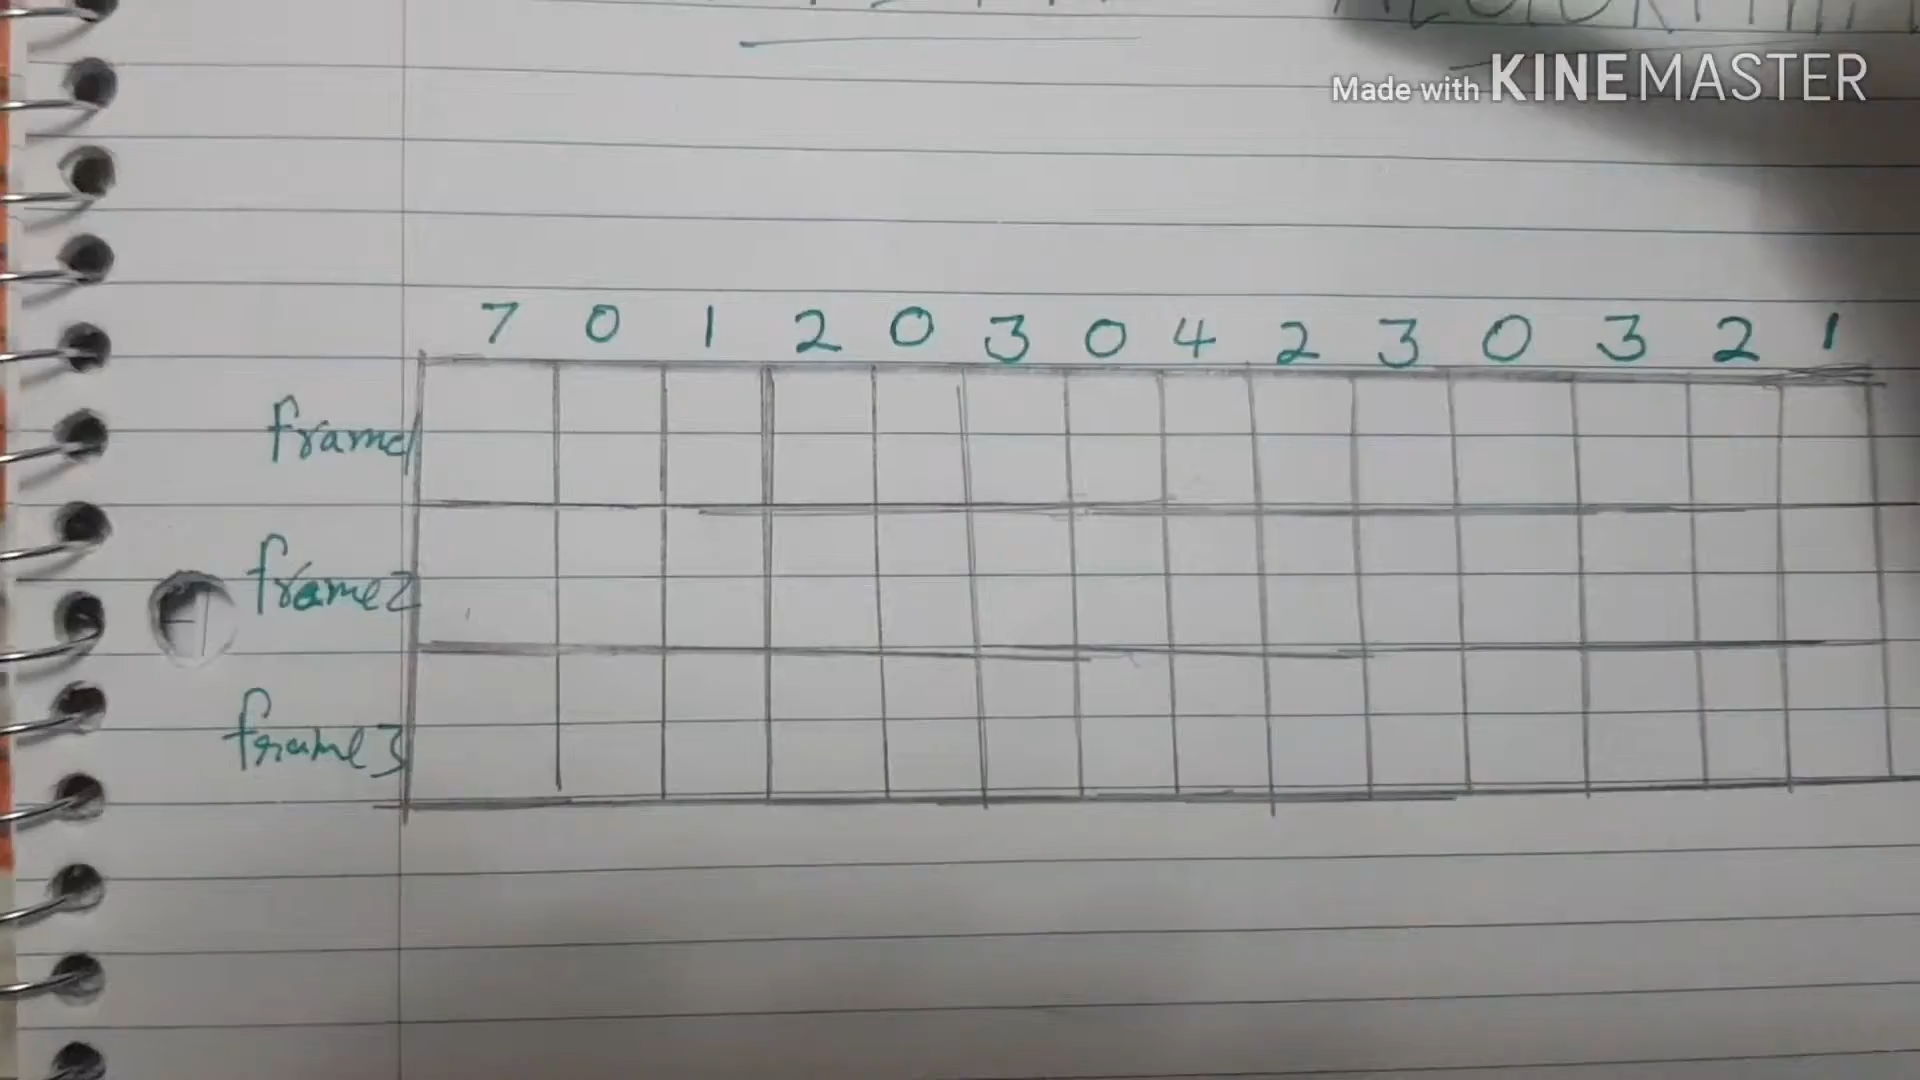 Made with KINEMASTER
7 0 1 2 0 3 0 4 2 3 0 3 2 1
frame1
frame2
frame3